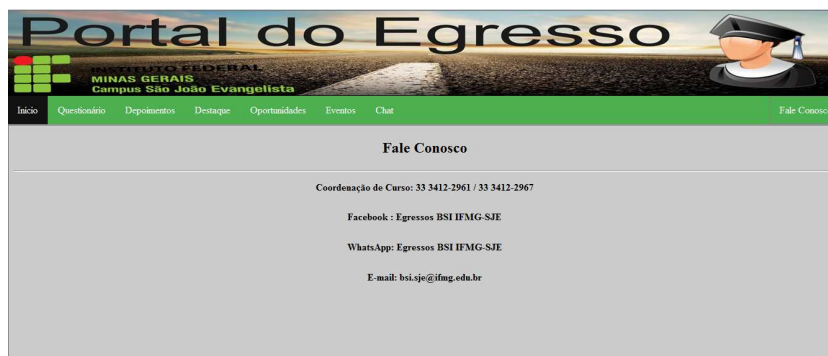 Portal do Egresso
INSTITUTO FEDERAL
MINAS GERAIS
Campus São João Evangelista
Início Questionário Depoimentos Destaque Oportunidades Eventos Chat Fale Conosco
Fale Conosco
Coordenação de Curso: 33 3412-2961 / 33 3412-2967
Facebook : Egressos BSI IFMG-SJE
WhatsApp: Egressos BSI IFMG-SJE
E-mail: bsi.sje@ifmg.edu.br